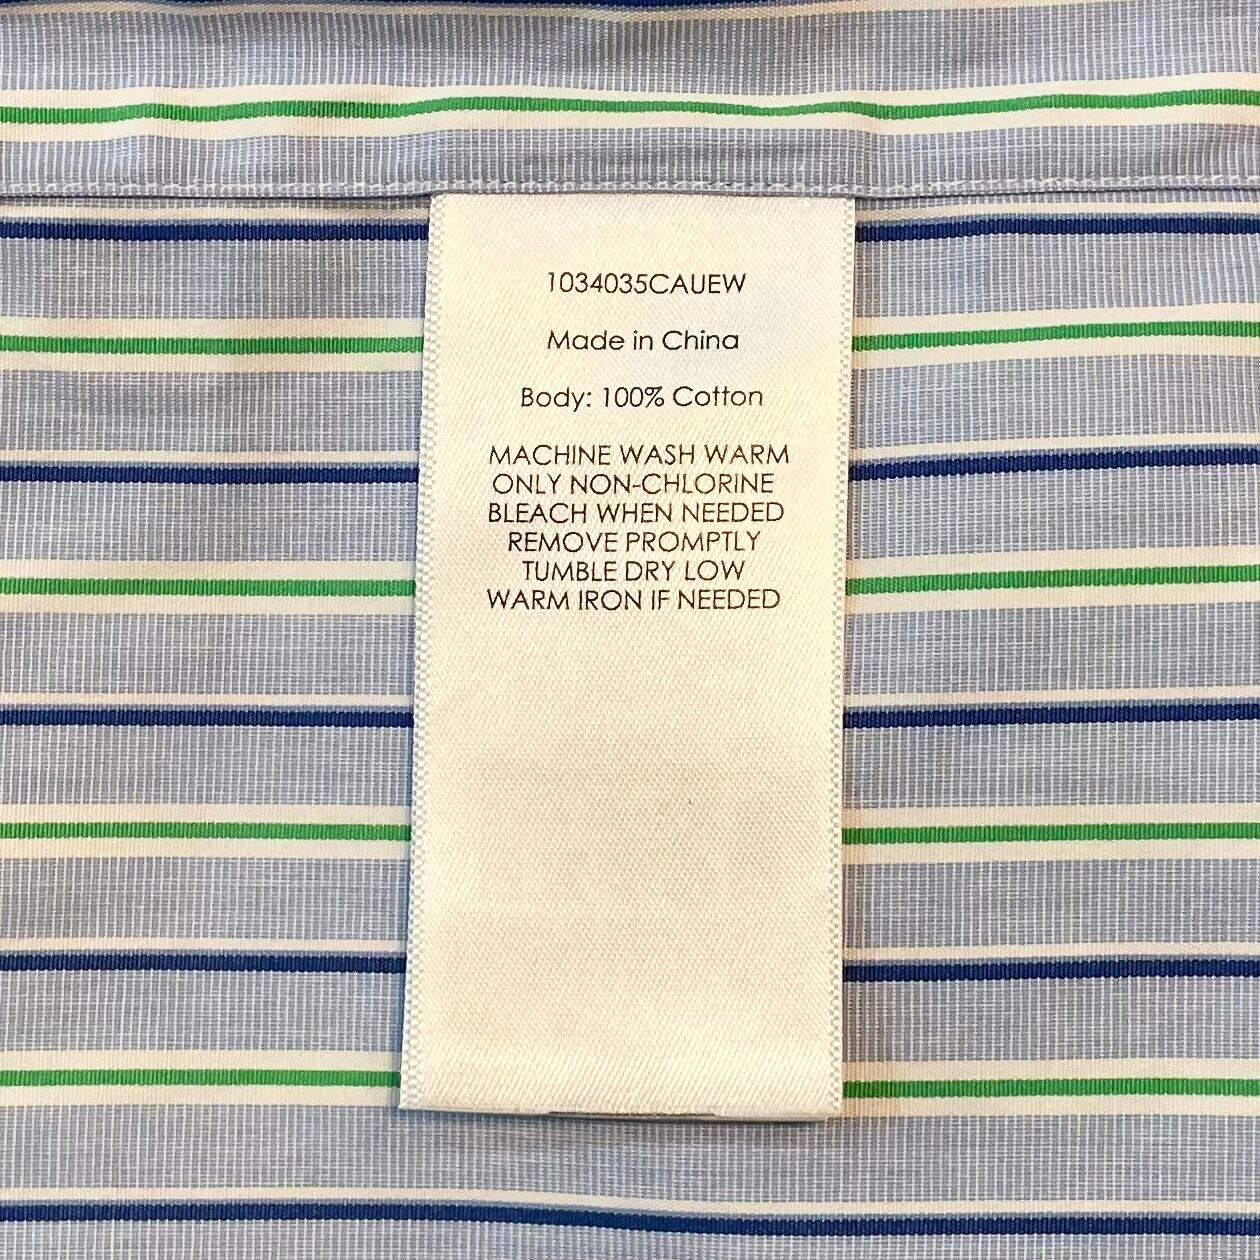 1034035CAUEW
Made in China
Body: 100% Cotton
MACHINE WASH WARM
ONLY NON-CHLORINE
BLEACH WHEN NEEDED
REMOVE PROMPTLY
TUMBLE DRY LOW
WARM IRON IF NEEDED